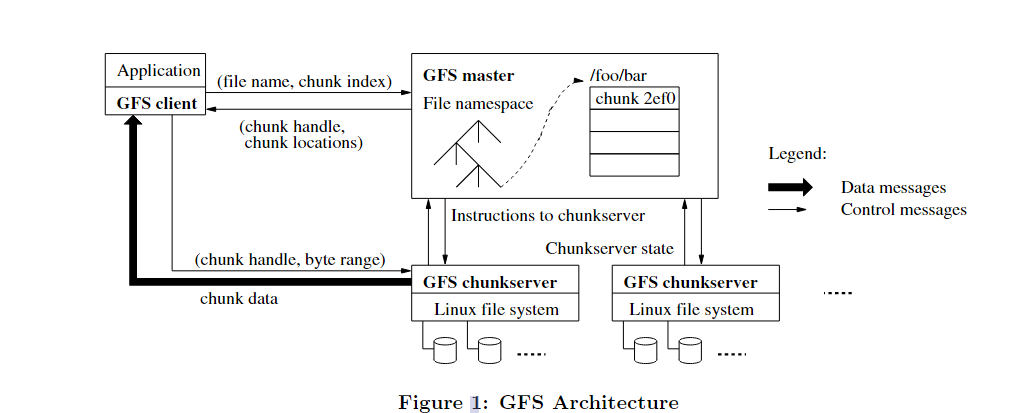 Application
GFS client
(file name, chunk index)
(chunk handle,
chunk locations)
GFS master
File namespace
/foo/bar
chunk 2ef0
Legend:
Data messages
Control messages
Instructions to chunkserver
Chunkserver state
(chunk handle, byte range)
chunk data
GFS chunkserver
Linux file system
GFS chunkserver
Linux file system
Figure 1: GFS Architecture